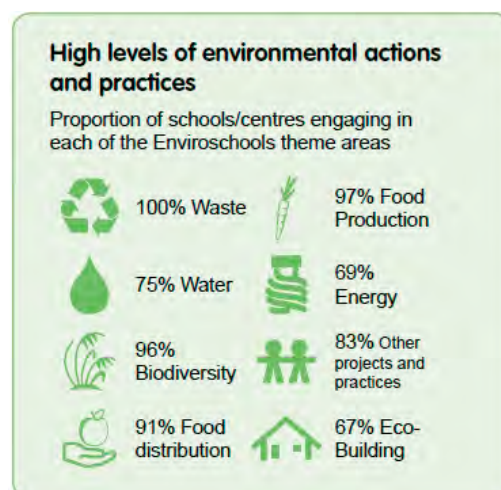 High levels of environmental actions
and practices
Proportion of schools/centres engaging in
each of the Enviroschools theme areas
100% Waste
97% Food
Production
75% Water
69%
Energy
96%
Biodiversity
83% Other
projects and
practices
91% Food
distribution
67% Eco-
Building